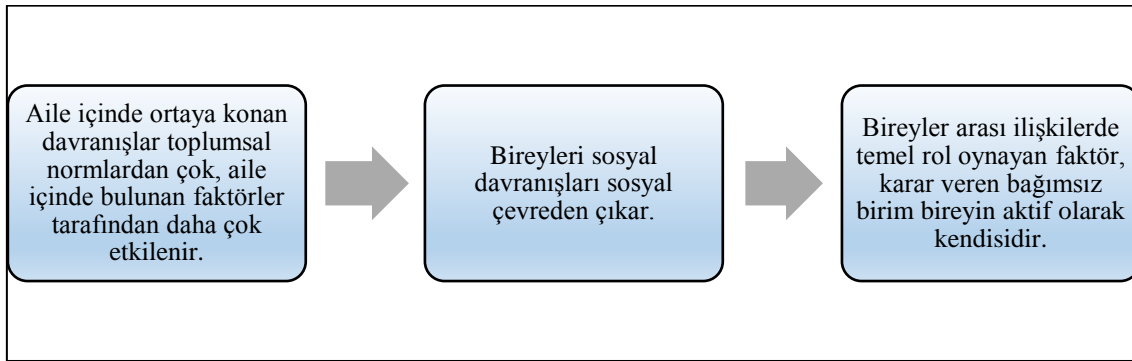 Aile içinde ortaya konan
davranışlar toplumsal
normlardan çok, aile
içinde bulunan faktörler
tarafından daha çok
etkilenir.
Bireyleri sosyal
davranışları sosyal
çevreden çıkar.
Bireyler arası ilişkilerde
temel rol oynayan faktör,
karar veren bağımsız
birim bireyin aktif olarak
kendisidir.